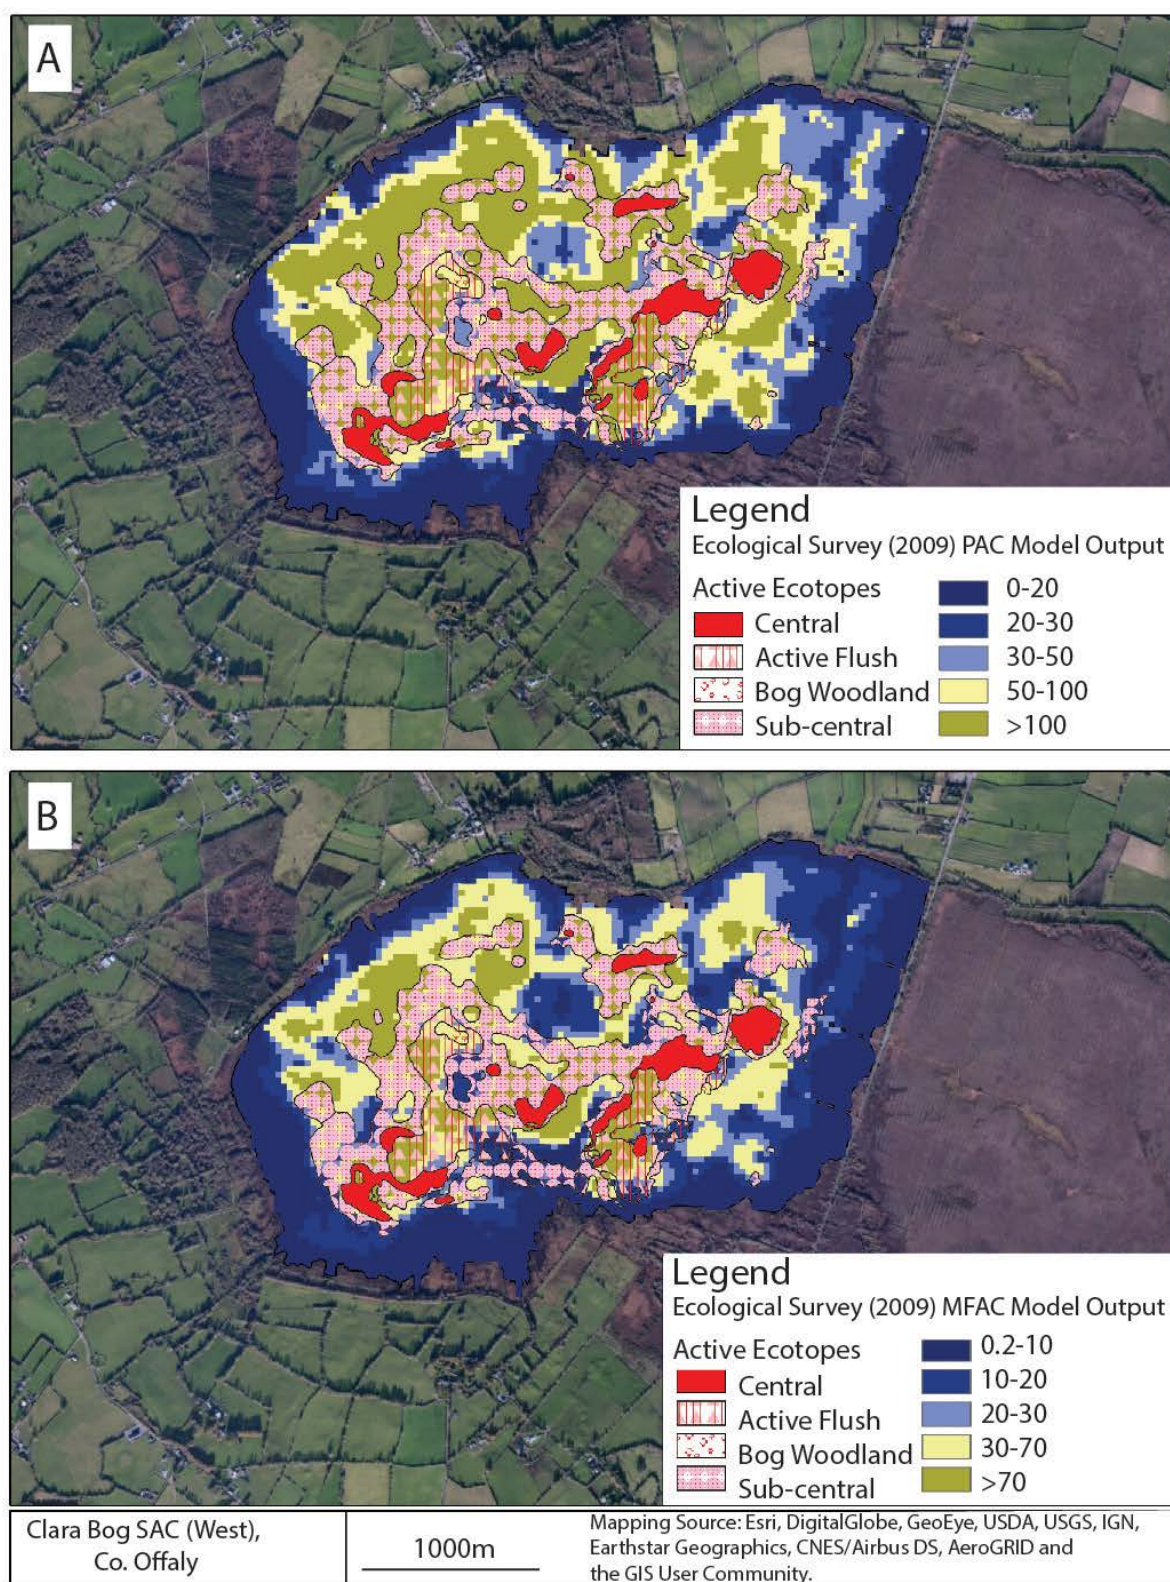 A
Legend
Ecological Survey (2009) PAC Model Output
Active Ecotopes
Central
Active Flush
Bog Woodland
Sub-central
0-20
20-30
30-50
50-100
>100
B
Legend
Ecological Survey (2009) MFAC Model Output
Active Ecotopes
Central
Active Flush
Bog Woodland
Sub-central
0.2-10
10-20
20-30
30-70
>70
Clara Bog SAC (West),
Co. Offaly
1000m
Mapping Source: Esri, DigitalGlobe, GeoEye, USDA, USGS, IGN,
Earthstar Geographics, CNES/Airbus DS, AeroGRID and
the GIS User Community.